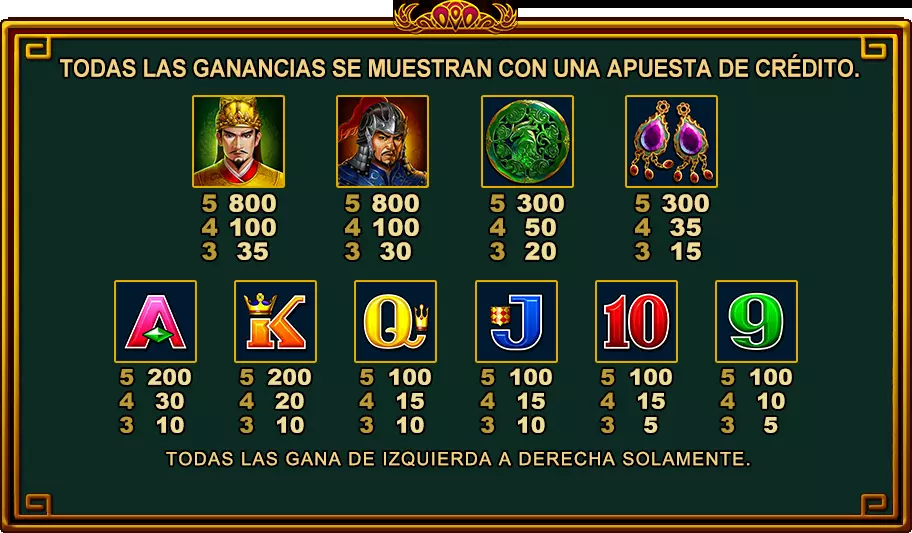 TODAS LAS GANANCIAS SE MUESTRAN CON UNA APUESTA DE CRÉDITO.
5 800 5 800 5 300 5 300
4 100 4 100 4 50 4 35
3 35 3 30 3 20 3 15
A K Q J 10 9
5 200 5 200 5 100 5 100 5 100 5 100
4 30 4 20 4 15 4 15 4 15 4 10
3 10 3 10 3 10 3 10 3 5 3 5
TODAS LAS GANA DE IZQUIERDA A DERECHA SOLAMENTE.